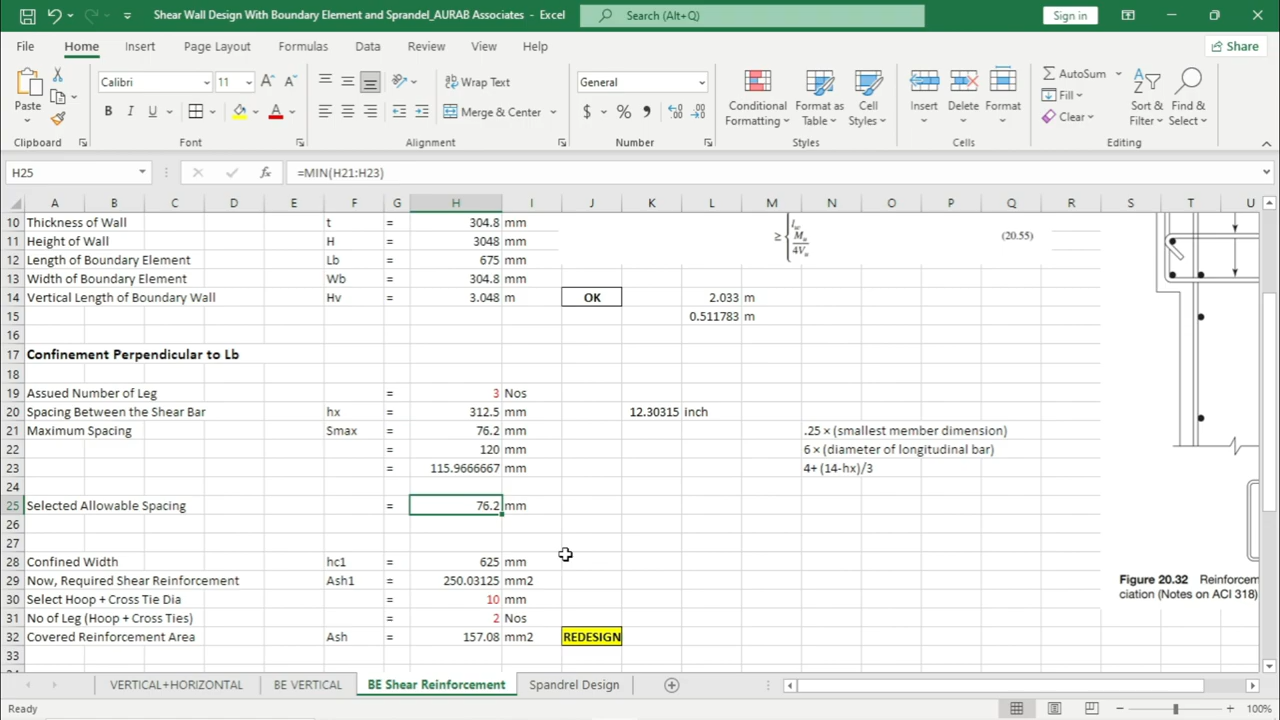 Shear Wall Design With Boundary Element and Sprandel_AURAB Associates - Excel
Search (Alt+Q)
Sign in
File Home Insert Draw Page Layout Formulas Data Review View Help
Share
Paste
Clipboard
Calibri 11
B I U
Font
Wrap Text
Merge & Center
Alignment
General
$ % ,
Number
Conditional Formatting
Format as Table
Cell Styles
Styles
Insert Delete Format
Cells
AutoSum
Fill
Clear
Sort & Filter
Find & Select
Editing
H25 fx =MIN(H21:H23)
A B C D E F G H I J K L M N O P Q R S T U
10 Thickness of Wall t = 304.8 mm
11 Height of Wall H = 3048 mm
12 Length of Boundary Element Lb = 675 mm
13 Width of Boundary Element Wb = 304.8 mm
14 Vertical Length of Boundary Wall Hv = 3.048 m OK 2.033 m
15 0.511783 m
≥ { lw
Mu
4Vu
(20.55)
16
17 Confinement Perpendicular to Lb
18
19 Assued Number of Leg = 3 Nos
20 Spacing Between the Shear Bar hx = 312.5 mm 12.30315 inch
21 Maximum Spacing Smax = 76.2 mm .25 × (smallest member dimension)
22 = 120 mm 6 × (diameter of longitudinal bar)
23 = 115.9666667 mm 4+ (14-hx)/3
24
25 Selected Allowable Spacing = 76.2 mm
26
27
28 Confined Width hc1 = 625 mm
29 Now, Required Shear Reinforcement Ash1 = 250.03125 mm2
30 Select Hoop + Cross Tie Dia = 10 mm
31 No of Leg (Hoop + Cross Ties) = 2 Nos
32 Covered Reinforcement Area Ash = 157.08 mm2 REDESIGN
33
Figure 20.32 Reinforcem
ciation (Notes on ACI 318)
VERTICAL+HORIZONTAL BE VERTICAL BE Shear Reinforcement Spandrel Design
Ready
100%